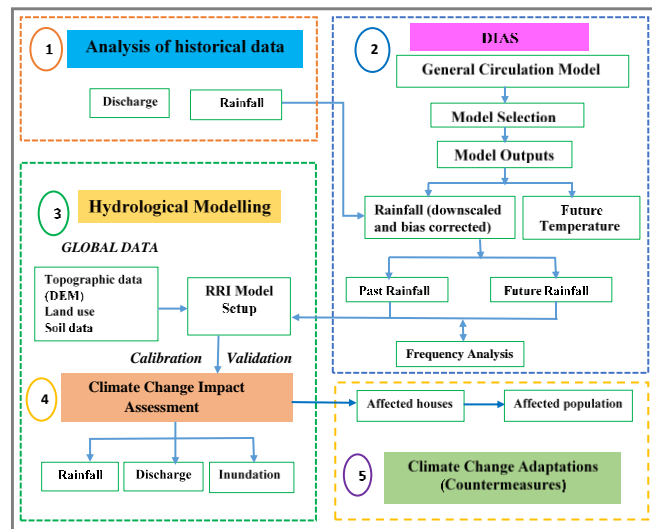 1
Analysis of historical data
Discharge
Rainfall
2
DIAS
General Circulation Model
Model Selection
Model Outputs
Rainfall (downscaled
and bias corrected)
Future
Temperature
Past Rainfall
Future Rainfall
Frequency Analysis
3
Hydrological Modelling
GLOBAL DATA
Topographic data
(DEM)
Land use
Soil data
RRI Model
Setup
Calibration
Validation
4
Climate Change Impact
Assessment
Rainfall
Discharge
Inundation
Affected houses
Affected population
5
Climate Change Adaptations
(Countermeasures)